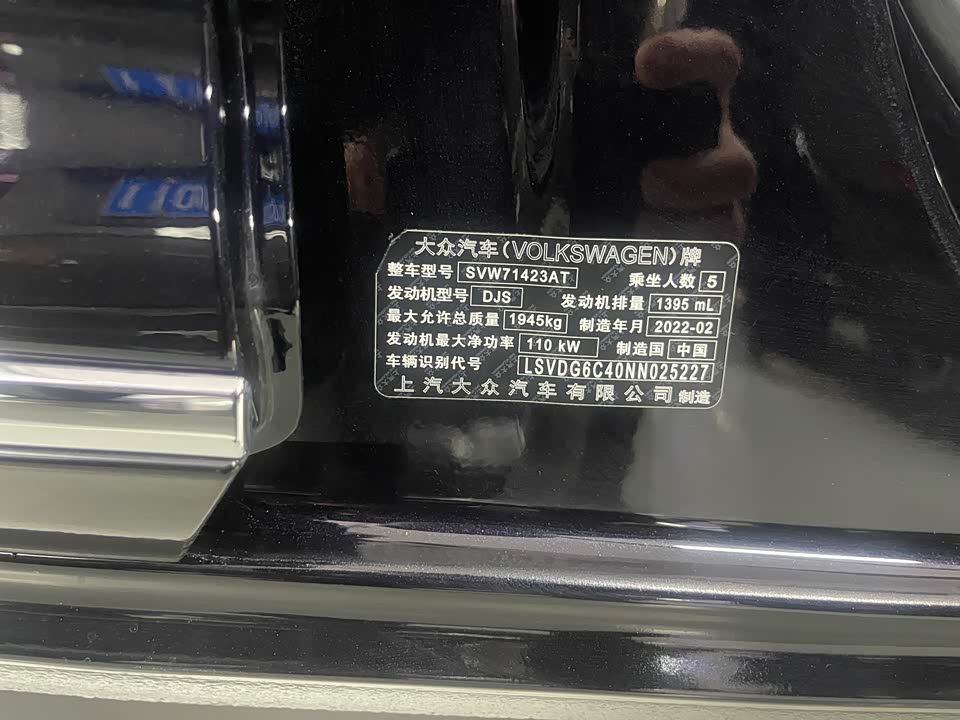 大众汽车(VOLKSWAGEN)牌
整车型号 SVW71423AT 乘坐人数 5
发动机型号 DJS 发动机排量 1395 mL
最大允许总质量 1945kg 制造年月 2022-02
发动机最大净功率 110 kW 制造国 中国
车辆识别代号 LSVDG6C40NN025227
上汽大众汽车有限公司制造